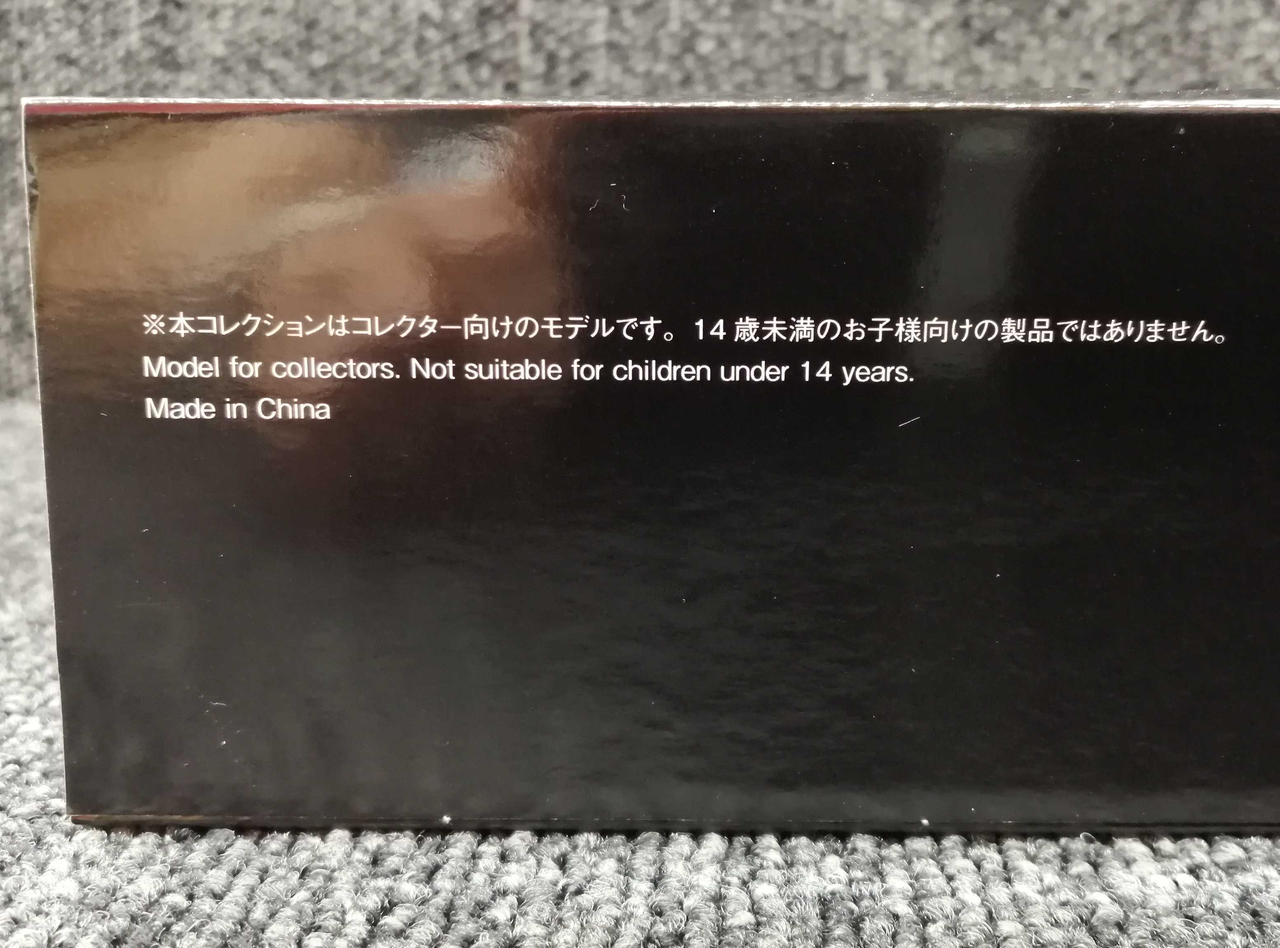 ※本コレクションはコレクター向けのモデルです。14歳未満のお子様向けの製品ではありません。
Model for collectors. Not suitable for children under 14 years.
Made in China